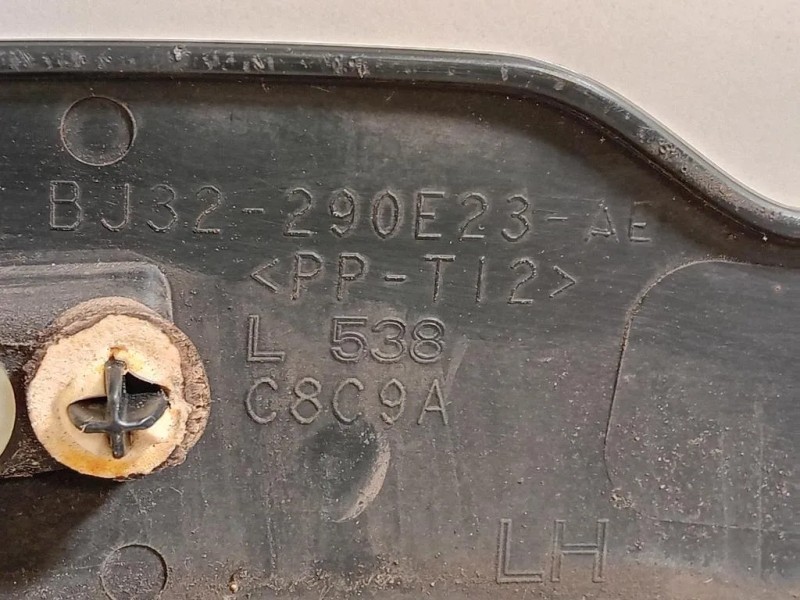 BJ32-290E23-AE
<PP-T12>
L 538
C8C9A
LH